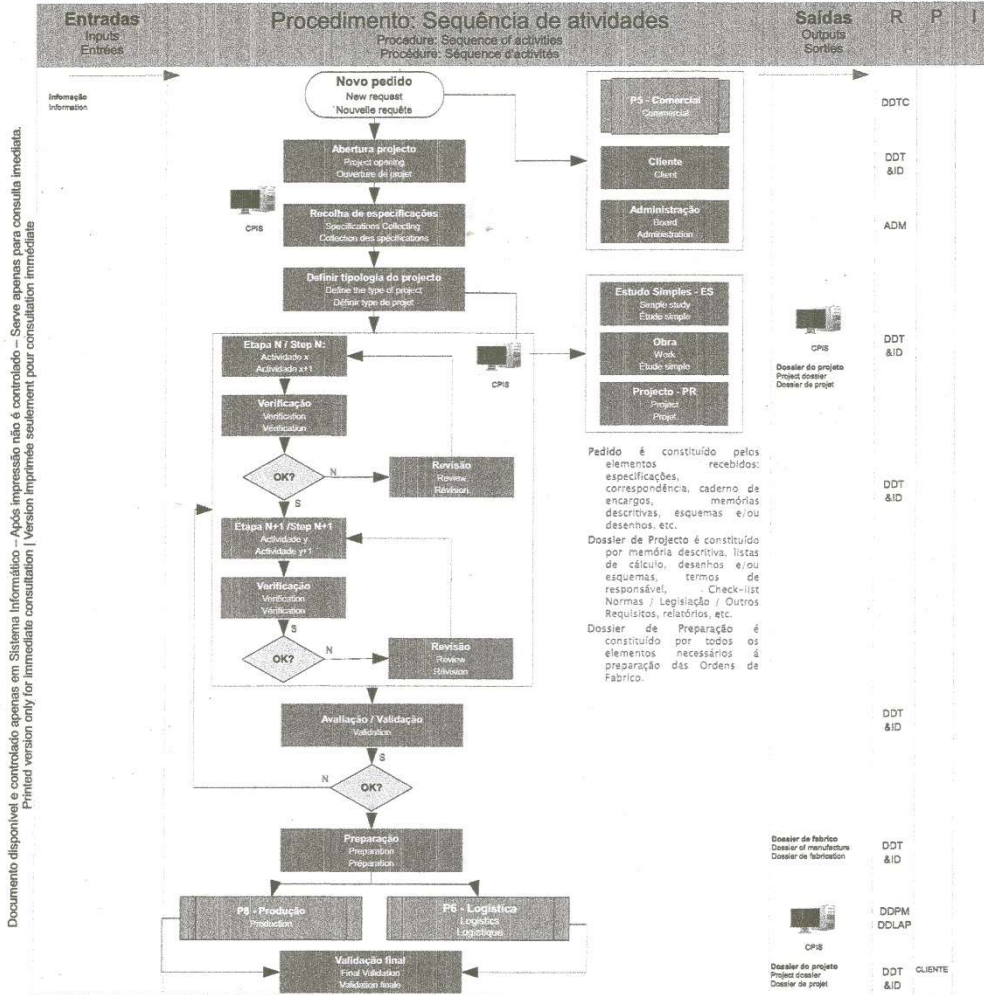 Entradas
Inputs
Entrées
Procedimento: Sequência de atividades
Procedure: Sequence of activities
Procédure: Séquence d'activités
Saídas
Outputs
Sorties
R P I
Informação
Information
Novo pedido
New request
Nouvelle requête
P5 - Comercial
Commercial
DDTC
Abertura projecto
Project opening
Ouverture de projet
Cliente
Client
DDT
&ID
CPIS
Recolha de especificações
Specifications Collecting
Collection des spécifications
Administração
Board
Administration
ADM
Definir tipologia do projecto
Define the type of project
Définir type de projet
Estudo Simples - ES
Simple study
Étude simple
Etapa N / Step N:
Actividade x
Actividade x+1
CPIS
Obra
Work
Étude simple
CPIS
Dossier do projeto
Project dossier
Dossier de projet
DDT
&ID
Verificação
Verification
Vérification
Projecto - PR
Project
Projet
OK?
N
S
Revisão
Review
Révision
Pedido é constituído pelos
elementos recebidos:
especificações,
correspondência, caderno de
encargos, memórias
descritivas, esquemas e/ou
desenhos, etc.
DDT
&ID
Etapa N+1 /Step N+1
Actividade y
Actividade y+1
Dossier de Projecto é constituído
por memória descritiva, listas
de cálculo, desenhos e/ou
esquemas, termos de
responsável, Check-list
Normas / Legislação / Outros
Requisitos, relatórios, etc.
Verificação
Verification
Vérification
S
OK?
N
Revisão
Review
Révision
Dossier de Preparação é
constituído por todos os
elementos necessários á
preparação das Ordens de
Fabrico.
Avaliação / Validação
Validation
DDT
&ID
S
N
OK?
Preparação
Preparation
Préparation
Dossier de fabrico
Dossier of manufacture
Dossier de fabrication
DDT
&ID
Production
P6 - Logística
Logistics
Logistique
CPIS
DDPM
DDLAP
Validação final
Final Validation
Validation finale
Dossier do projeto
Project dossier
Dossier de projet
DDT
&ID
CLIENTE
Documento disponível e controlado apenas em Sistema Informático – Após impressão não é controlado – Serve apenas para consulta imediata.
Printed version only for immediate consultation | Version imprimée seulement pour consultation immédiate